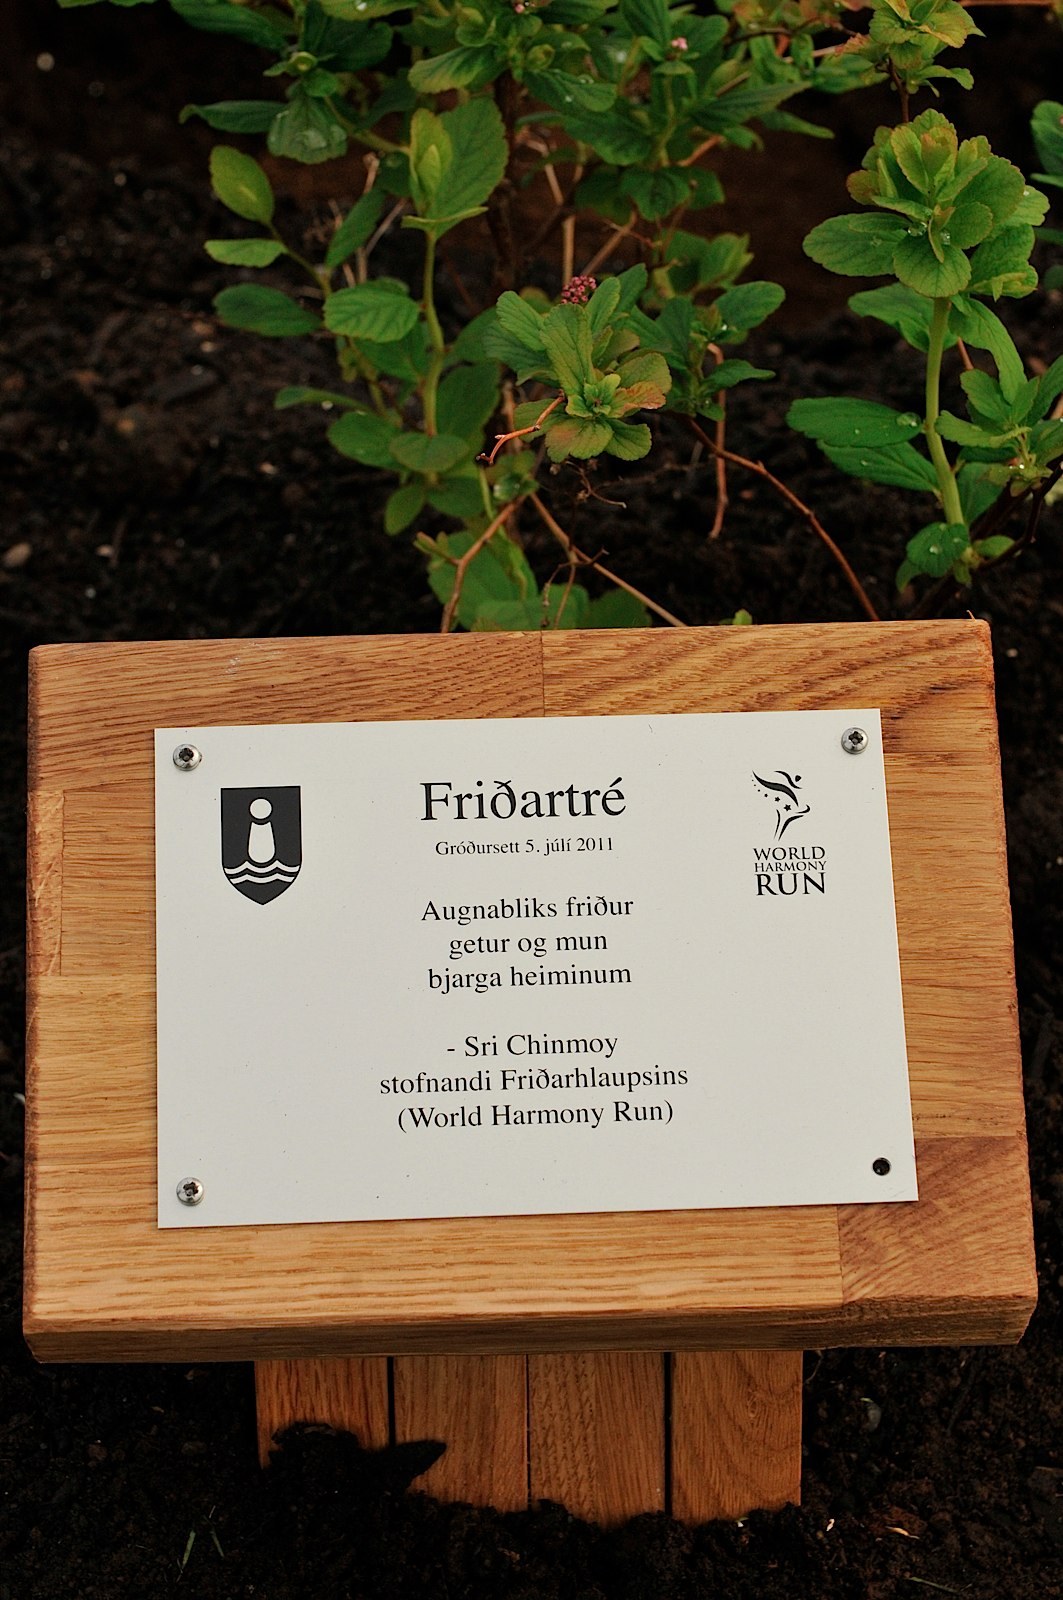 Friðartré
Gróðursett 5. júlí 2011
WORLD
HARMONY
RUN
Augnabliks friður
getur og mun
bjarga heiminum
- Sri Chinmoy
stofnandi Friðarhlaupsins
(World Harmony Run)